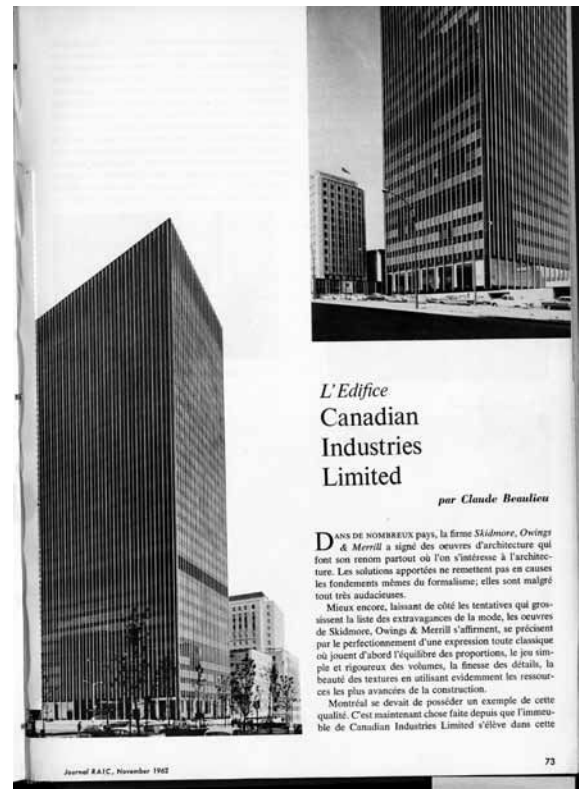 L'Edifice
Canadian
Industries
Limited
par Claude Beaulieu
DANS DE NOMBREUX pays, la firme Skidmore, Owings
& Merrill a signé des oeuvres d'architecture qui
font son renom partout où l'on s'intéresse à l'architec-
ture. Les solutions apportées ne remettent pas en causes
les fondements mêmes du formalisme; elles sont malgré
tout très audacieuses.
Mieux encore, laissant de côté les tentatives qui gros-
sissent la liste des extravagances de la mode, les oeuvres
de Skidmore, Owings & Merrill s'affirment, se précisent
par le perfectionnement d'une expression toute classique
où jouent d'abord l'équilibre des proportions, le jeu sim-
ple et rigoureux des volumes, la finesse des détails, la
beauté des textures en utilisant evidemment les ressour-
ces les plus avancées de la construction.
Montréal se devait de posséder un exemple de cette
qualité. C'est maintenant chose faite depuis que l'immeu-
ble de Canadian Industries Limited s'élève dans cette
Journal RAIC, November 1962
73